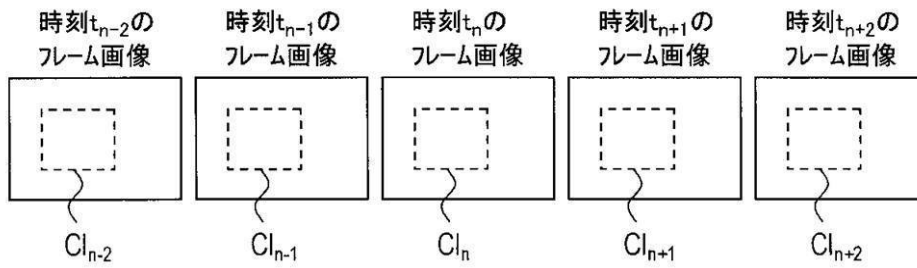 時刻tn-2の
フレーム画像
時刻tn-1の
フレーム画像
時刻tnの
フレーム画像
時刻tn+1の
フレーム画像
時刻tn+2の
フレーム画像
CIn-2
CIn-1
CIn
CIn+1
CIn+2